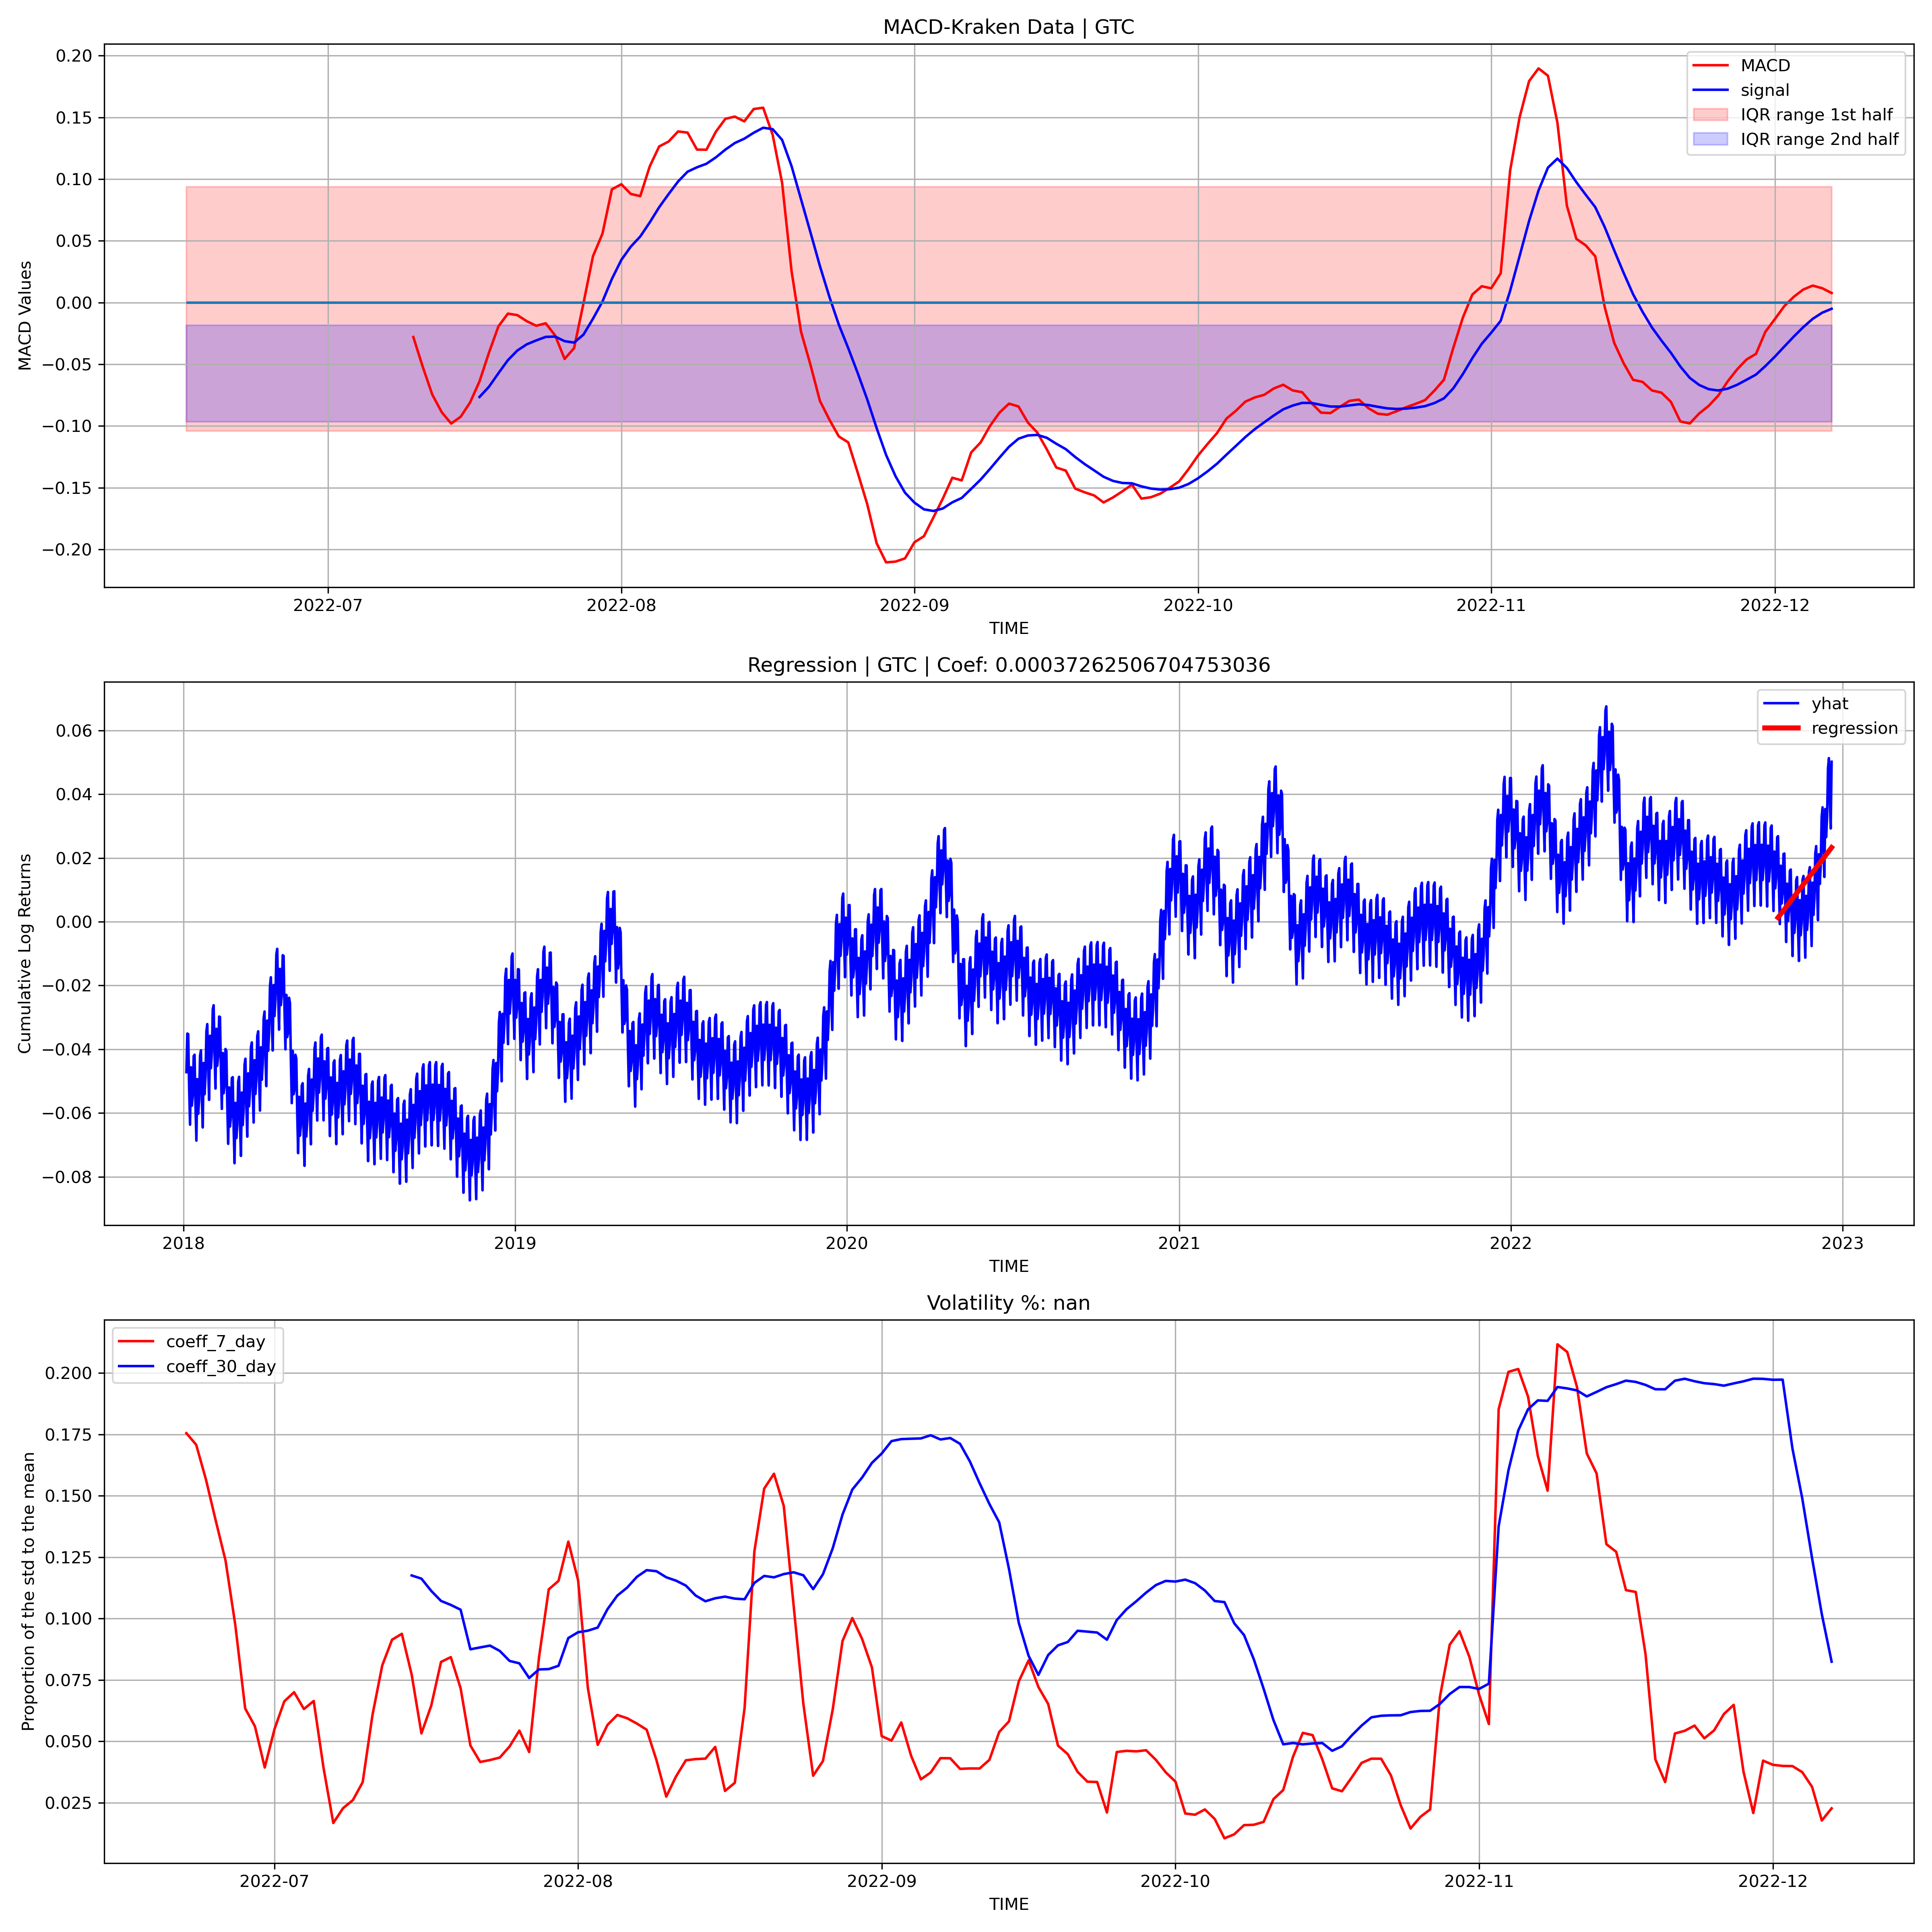 MACD-Kraken Data | GTC
MACD Values
0.20
0.15
0.10
0.05
0.00
−0.05
−0.10
−0.15
−0.20
MACD
signal
IQR range 1st half
IQR range 2nd half
2022-07 2022-08 2022-09 2022-10 2022-11 2022-12
TIME
Regression | GTC | Coef: 0.00037262506704753036
Cumulative Log Returns
0.06
0.04
0.02
0.00
−0.02
−0.04
−0.06
−0.08
yhat
regression
2018 2019 2020 2021 2022 2023
TIME
Volatility %: nan
Proportion of the std to the mean
0.200
0.175
0.150
0.125
0.100
0.075
0.050
0.025
coeff_7_day
coeff_30_day
2022-07 2022-08 2022-09 2022-10 2022-11 2022-12
TIME